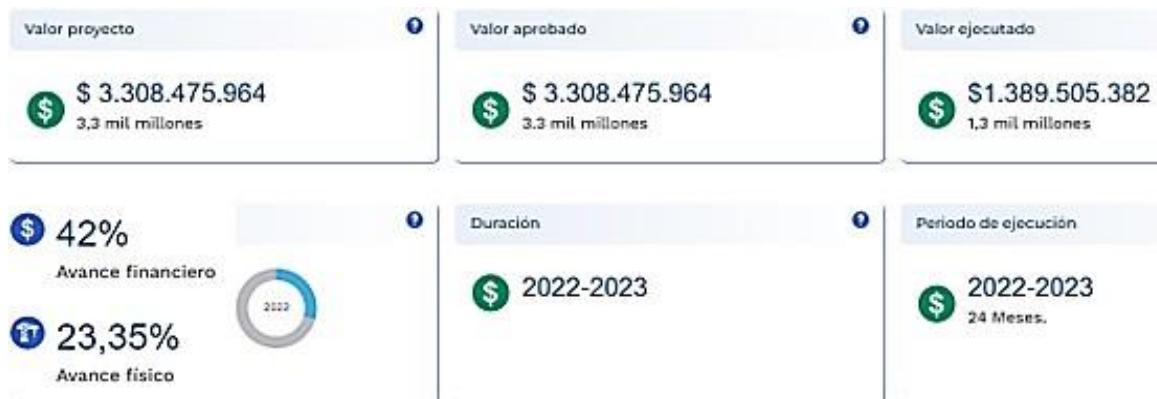 Valor proyecto
$ 3.308.475.964
3,3 mil millones
Valor aprobado
$ 3.308.475.964
3.3 mil millones
Valor ejecutado
$1.389.505.382
1,3 mil millones
42%
Avance financiero
23,35%
Avance físico
2022
Duración
2022-2023
Periodo de ejecución
2022-2023
24 Meses.